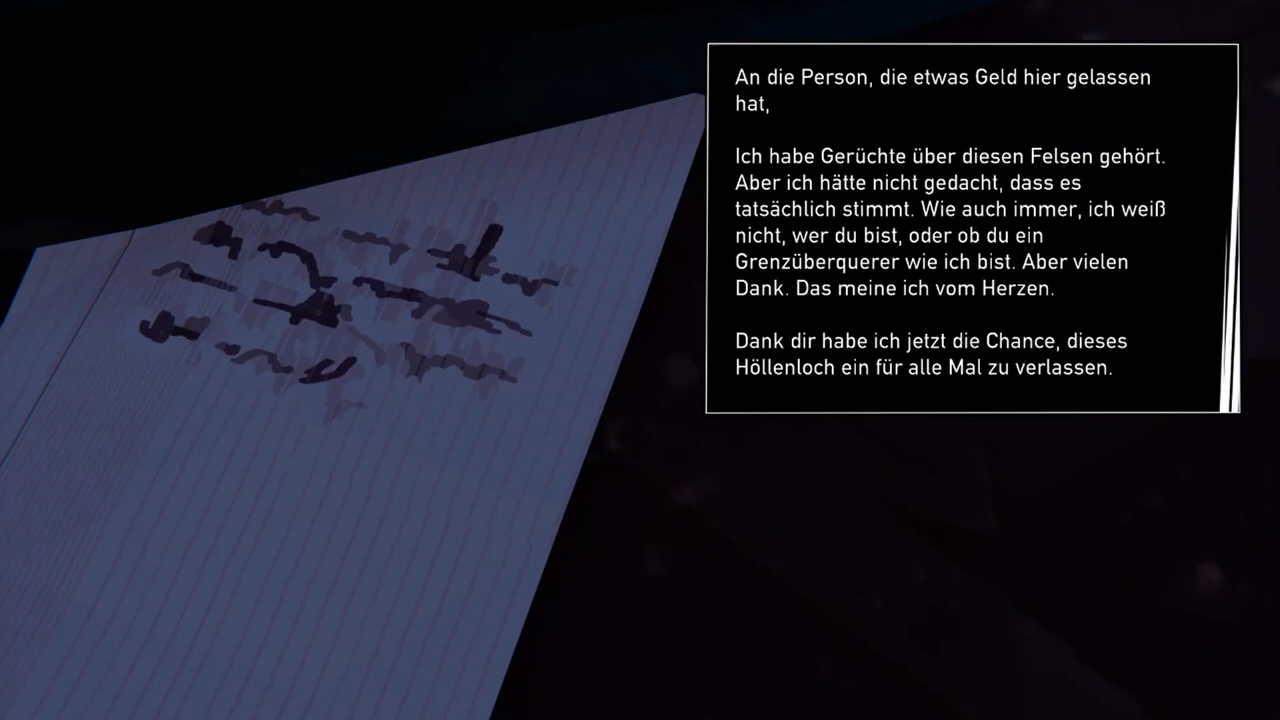 An die Person, die etwas Geld hier gelassen
hat,
Ich habe Gerüchte über diesen Felsen gehört.
Aber ich hätte nicht gedacht, dass es
tatsächlich stimmt. Wie auch immer, ich weiß
nicht, wer du bist, oder ob du ein
Grenzüberquerer wie ich bist. Aber vielen
Dank. Das meine ich vom Herzen.
Dank dir habe ich jetzt die Chance, dieses
Höllenloch ein für alle Mal zu verlassen.